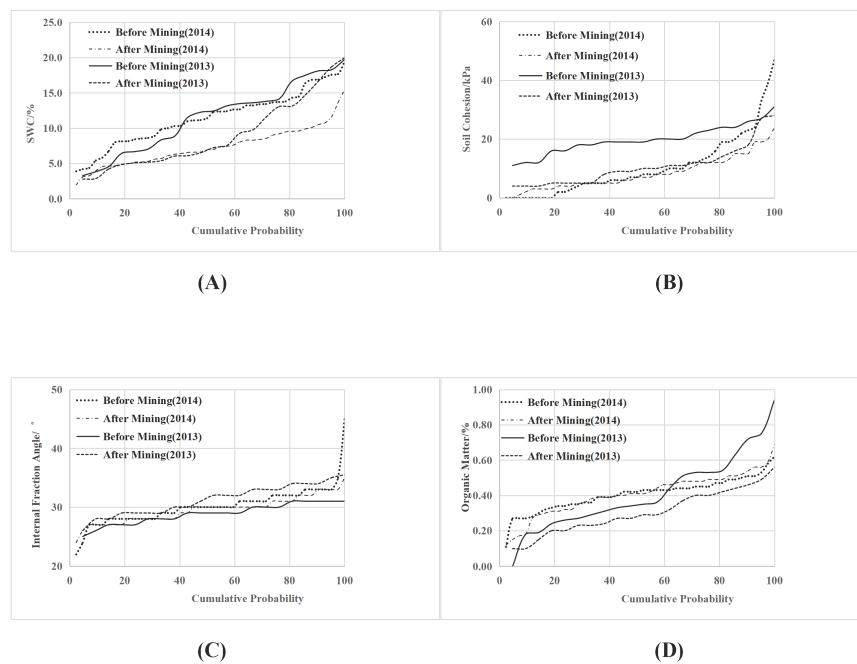 25.0
20.0
15.0
10.0
5.0
0.0
SWC/%
Before Mining(2014)
After Mining(2014)
Before Mining(2013)
After Mining(2013)
0 20 40 60 80 100
Cumulative Probability
(A)
60
40
20
0
Soil Cohesion/kPa
Before Mining(2014)
After Mining(2014)
Before Mining(2013)
After Mining(2013)
0 20 40 60 80 100
Cumulative Probability
(B)
50
40
30
20
Internal Fraction Angle/ °
Before Mining(2014)
After Mining(2014)
Before Mining(2013)
After Mining(2013)
0 20 40 60 80 100
Cumulative Probability
(C)
1.00
0.80
0.60
0.40
0.20
0.00
Organic Matter/%
Before Mining(2014)
After Mining(2014)
Before Mining(2013)
After Mining(2013)
0 20 40 60 80 100
Cumulative Probability
(D)